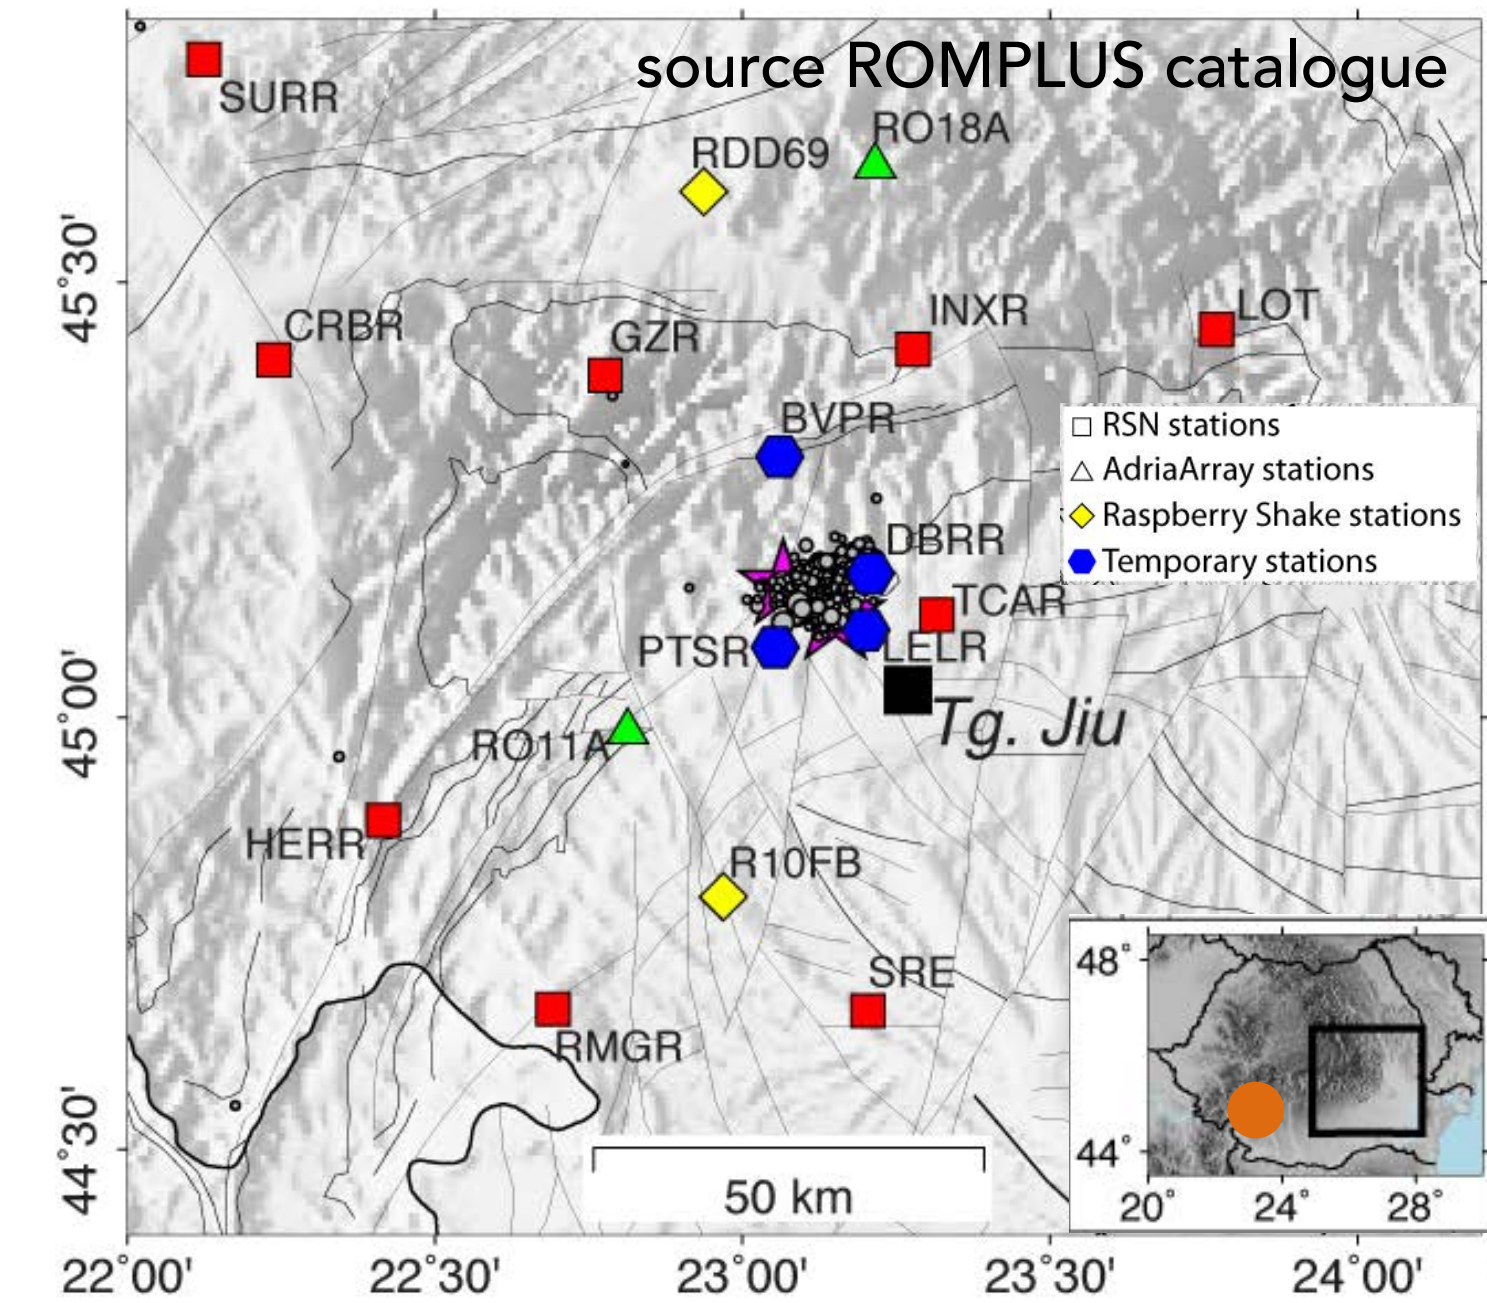 source ROMPLUS catalogue
SURR
RO18A
RDD69
45°30'
CRBR
GZR
INXR
LOT
BVPR
RSN stations
AdriaArray stations
Raspberry Shake stations
Temporary stations
DBRR
TCAR
PTSR
LELR
Tg. Jiu
45°00'
RO11A
HERR
R10FB
SRE
RMGR
44°30'
50 km
48°
44°
20° 24° 28°
22°00' 22°30' 23°00' 23°30' 24°00'